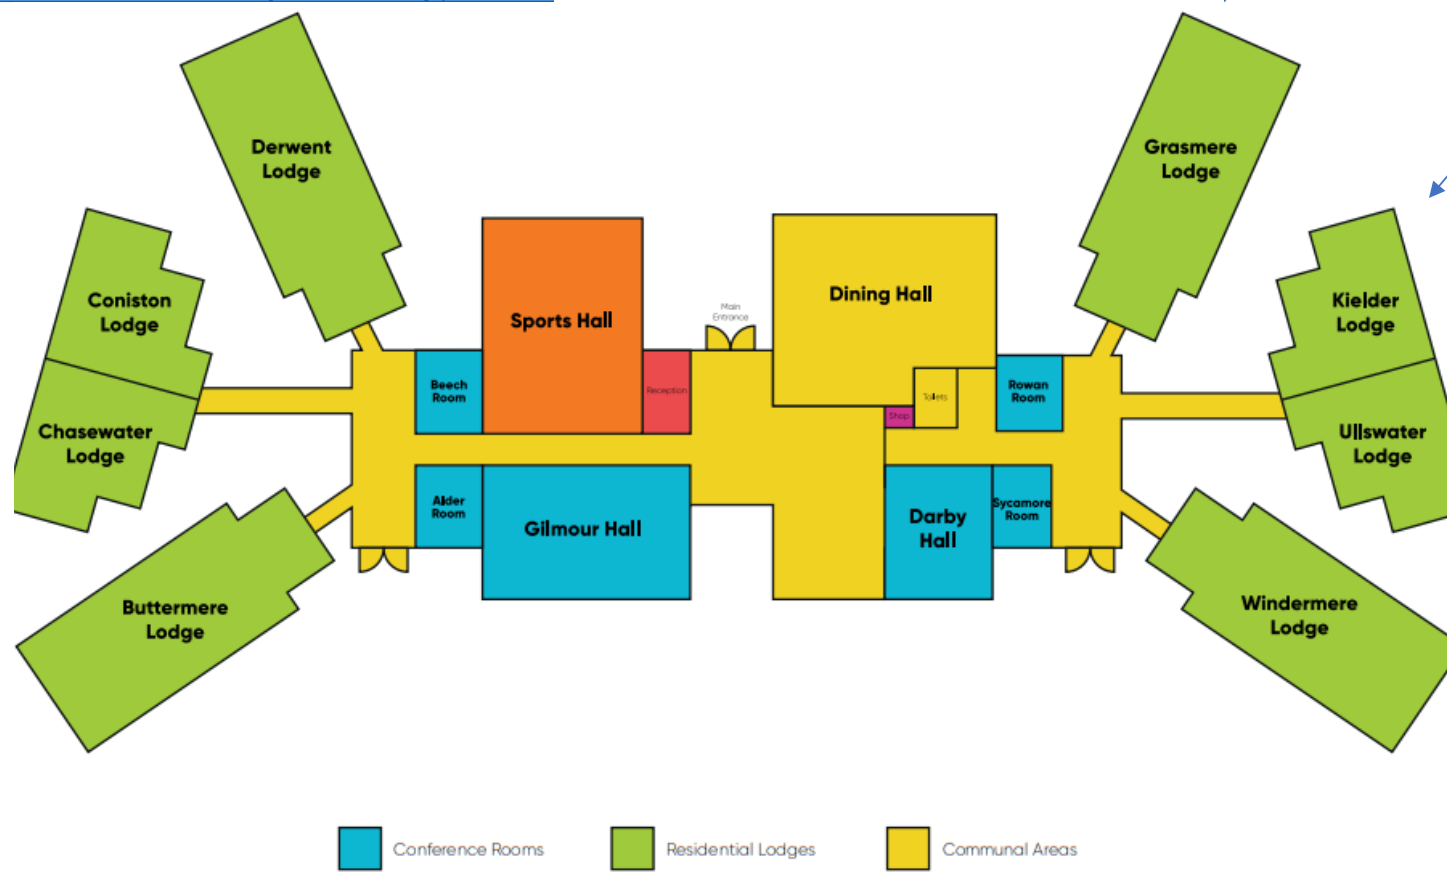 Derwent
Lodge
Grasmere
Lodge
Coniston
Lodge
Sports Hall
Main
Entrance
Dining Hall
Kielder
Lodge
Beech
Room
Reception
Toilets
Shop
Rowan
Room
Chasewater
Lodge
Ullswater
Lodge
Alder
Room
Gilmour Hall
Darby
Hall
Sycamore
Room
Buttermere
Lodge
Windermere
Lodge
Conference Rooms
Residential Lodges
Communal Areas